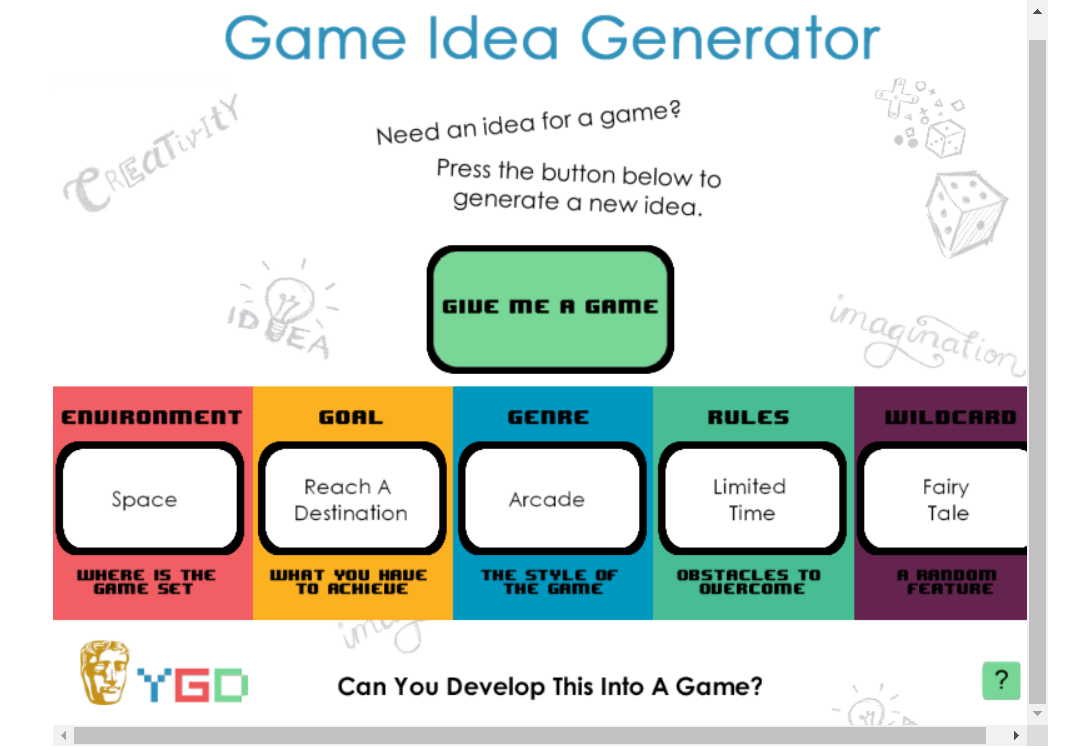 Game Idea Generator
CREATIVITY
Need an idea for a game?
Press the button below to
generate a new idea.
IDEA
GIVE ME A GAME
imagination
ENVIRONMENT
GOAL
GENRE
RULES
WILDCARD
Space
Reach A
Destination
Arcade
Limited
Time
Fairy
Tale
WHERE IS THE
GAME SET
WHAT YOU HAVE
TO ACHIEVE
THE STYLE OF
THE GAME
OBSTACLES TO
OVERCOME
A RANDOM
FEATURE
YGD
Can You Develop This Into A Game?
?